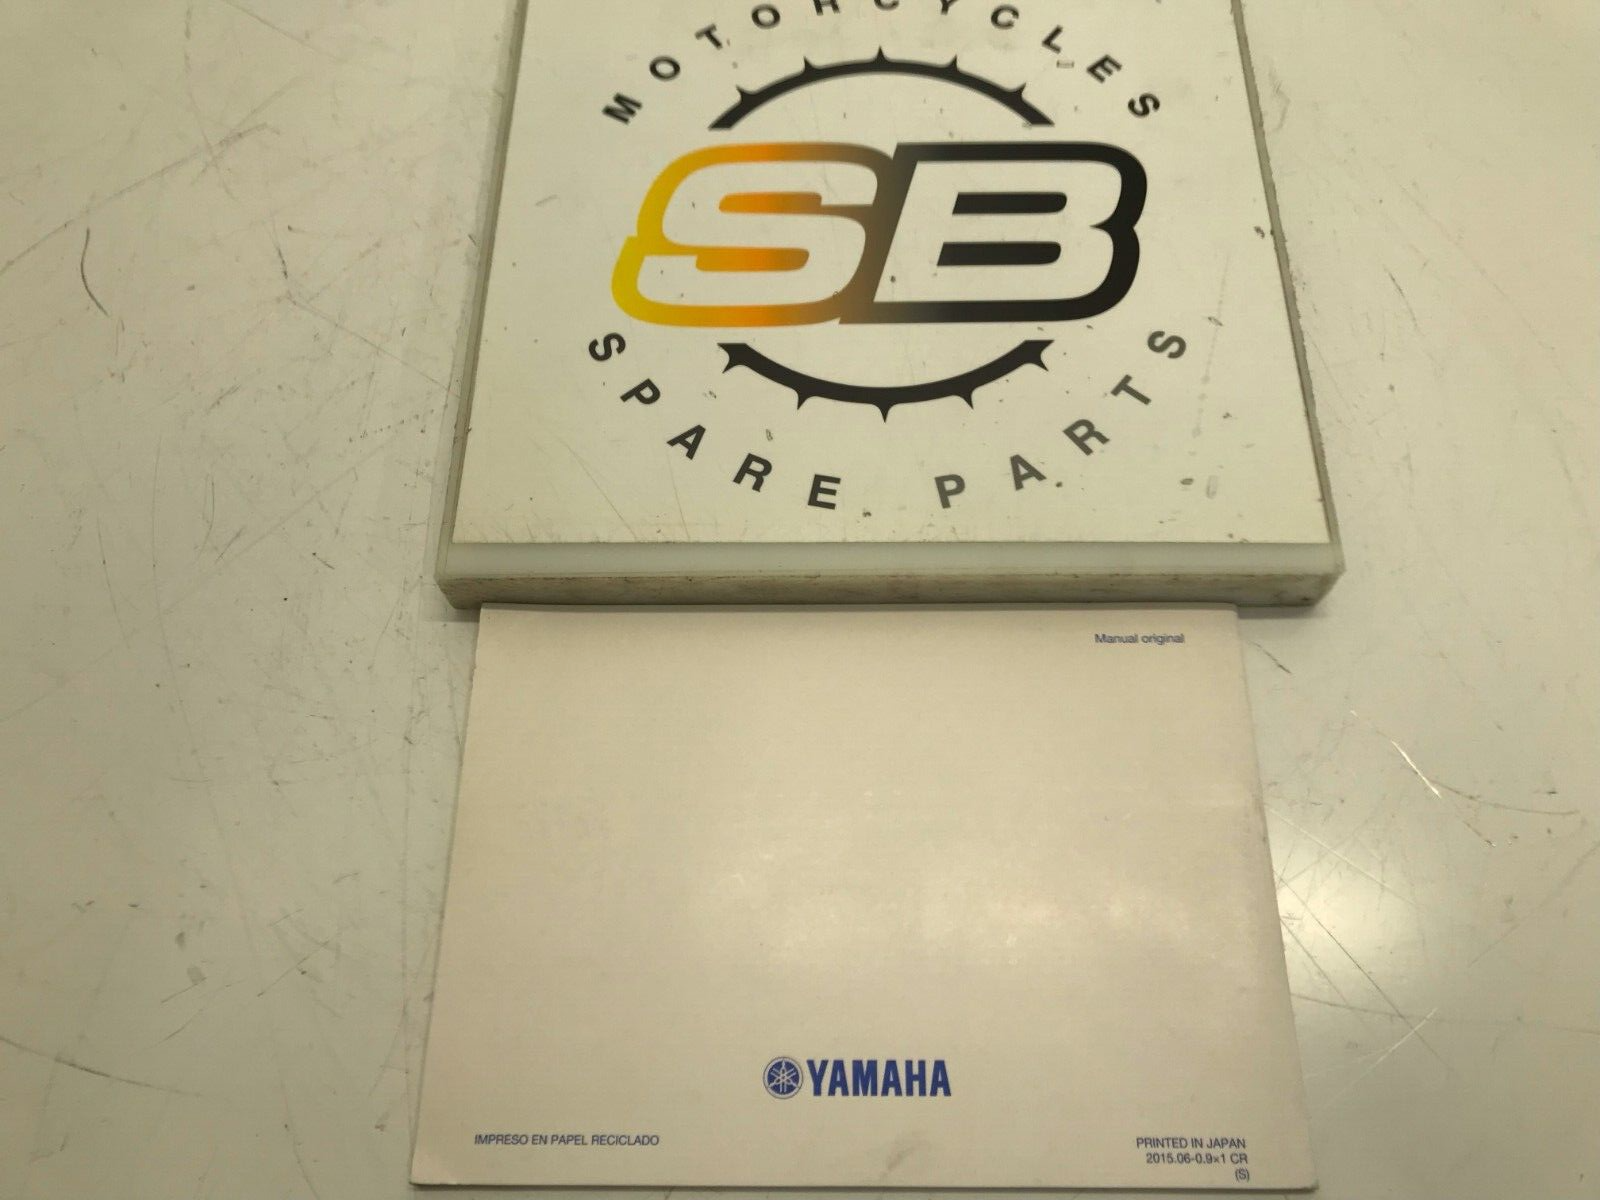 MOTORCYCLES
SB
SPARE PARTS
Manual original
YAMAHA
IMPRESO EN PAPEL RECICLADO
PRINTED IN JAPAN
2015.06-0.9×1 CR
(S)